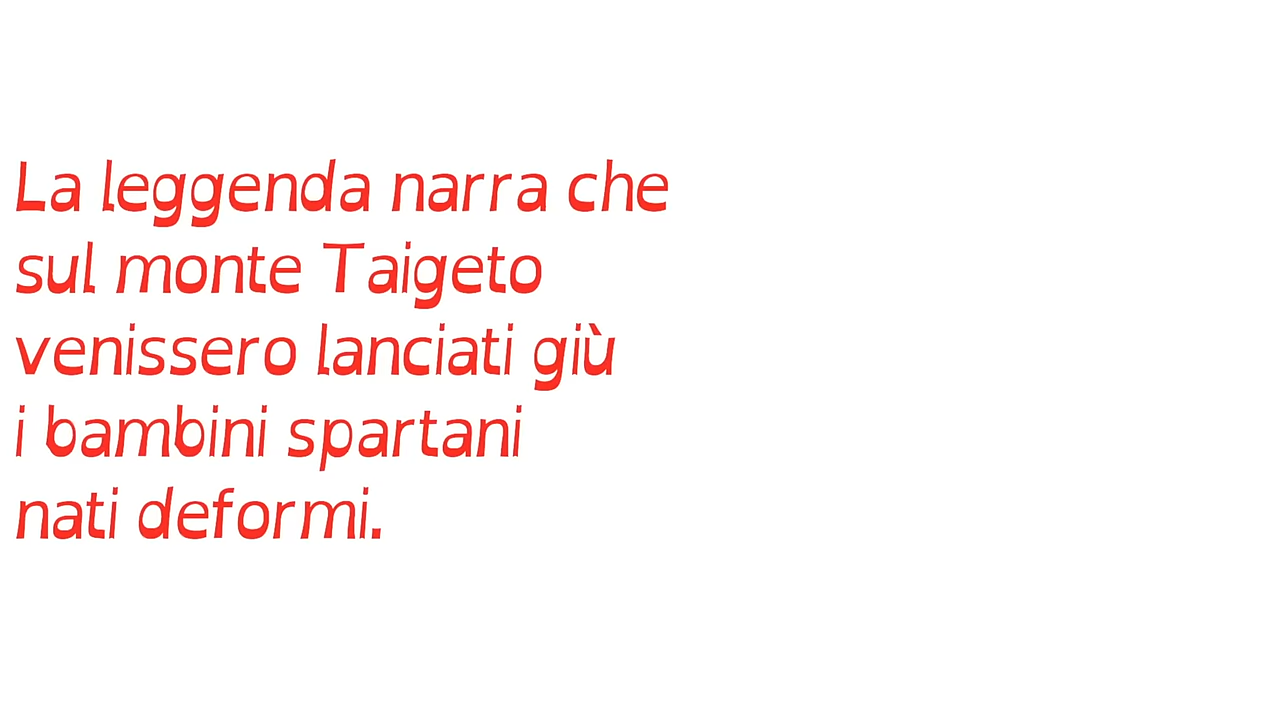 La leggenda narra che
sul monte Taigeto
venissero lanciati giù
i bambini spartani
nati deformi.